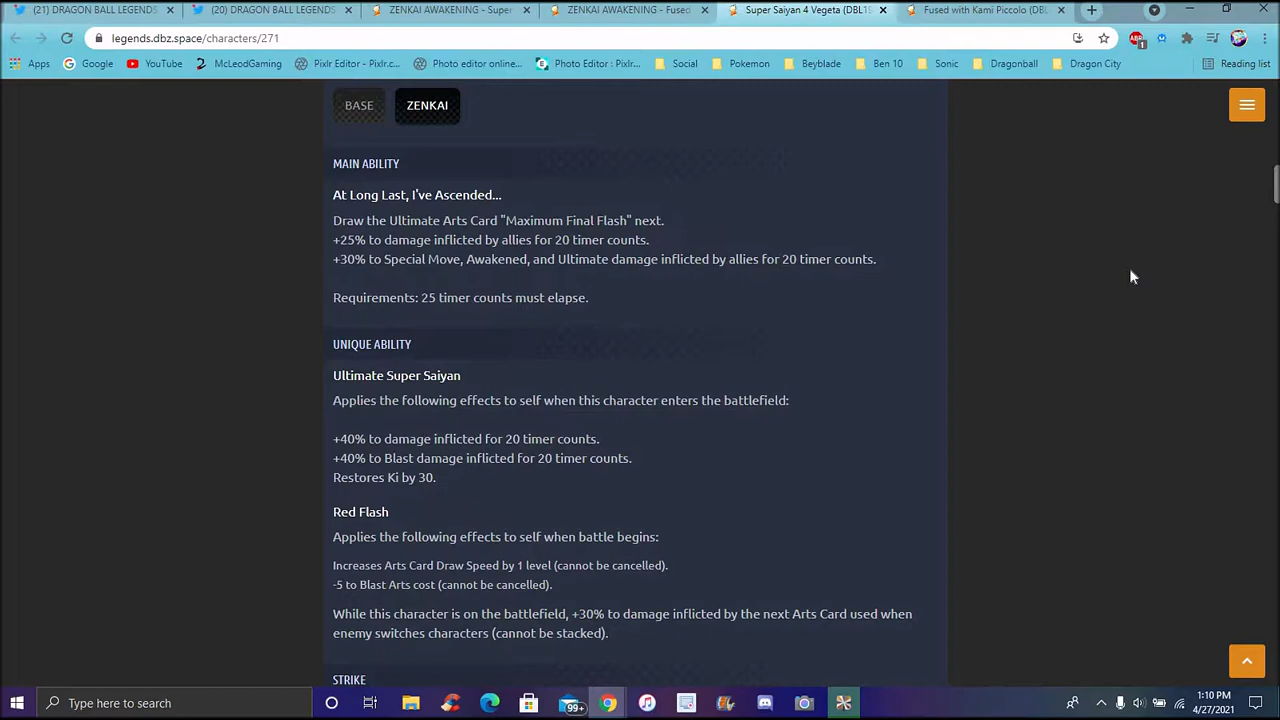 (21) DRAGON BALL LEGENDS
(20) DRAGON BALL LEGENDS
ZENKAI AWAKENING - Super
ZENKAI AWAKENING - Fused
Super Saiyan 4 Vegeta (DBL19
Fused with Kami Piccolo (DBL
legends.dbz.space/characters/271
ABP
1
Apps
Google
YouTube
McLeodGaming
Pixlr Editor - Pixlr.c...
Photo editor online...
Photo Editor : Pixlr...
Social
Pokemon
Beyblade
Ben 10
Sonic
Dragonball
Dragon City
Reading list
BASE
ZENKAI
MAIN ABILITY
At Long Last, I've Ascended...
Draw the Ultimate Arts Card "Maximum Final Flash" next.
+25% to damage inflicted by allies for 20 timer counts.
+30% to Special Move, Awakened, and Ultimate damage inflicted by allies for 20 timer counts.
Requirements: 25 timer counts must elapse.
UNIQUE ABILITY
Ultimate Super Saiyan
Applies the following effects to self when this character enters the battlefield:
+40% to damage inflicted for 20 timer counts.
+40% to Blast damage inflicted for 20 timer counts.
Restores Ki by 30.
Red Flash
Applies the following effects to self when battle begins:
Increases Arts Card Draw Speed by 1 level (cannot be cancelled).
-5 to Blast Arts cost (cannot be cancelled).
While this character is on the battlefield, +30% to damage inflicted by the next Arts Card used when
enemy switches characters (cannot be stacked).
STRIKE
Type here to search
99+
1:10 PM
4/27/2021